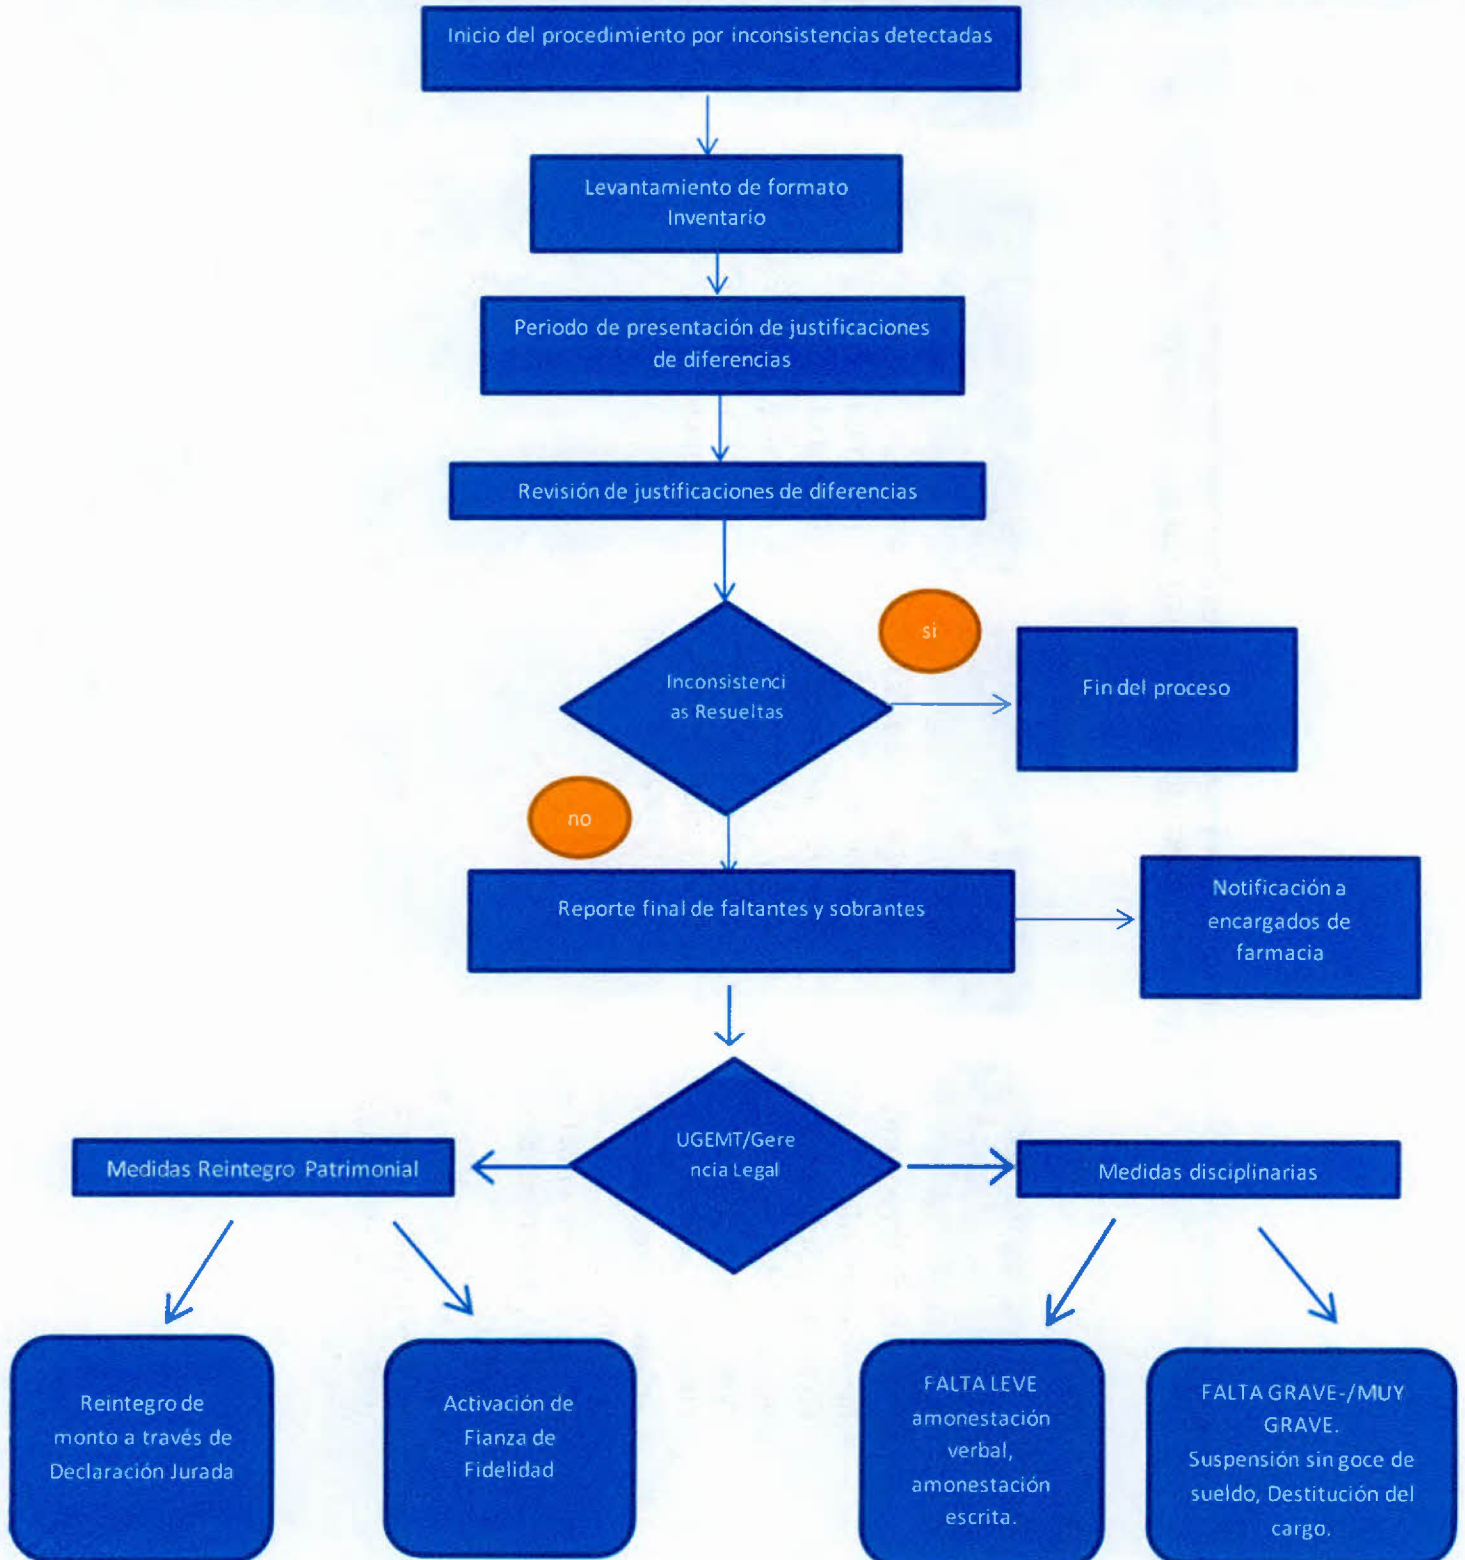 Inicio del procedimiento por inconsistencias detectadas
Levantamiento de formato
Inventario
Periodo de presentación de justificaciones
de diferencias
Revisión de justificaciones de diferencias
si
Inconsistenci
as Resueltas
Fin del proceso
no
Reporte final de faltantes y sobrantes
Notificación a
encargados de
farmacia
UGEMT/Gere
ncia Legal
Medidas Reintegro Patrimonial
Medidas disciplinarias
Reintegro de
monto a través de
Declaración Jurada
Activación de
Fianza de
Fidelidad
FALTA LEVE
amonestación
verbal,
amonestación
escrita.
FALTA GRAVE-/MUY
GRAVE.
Suspensión sin goce de
sueldo, Destitución del
cargo.